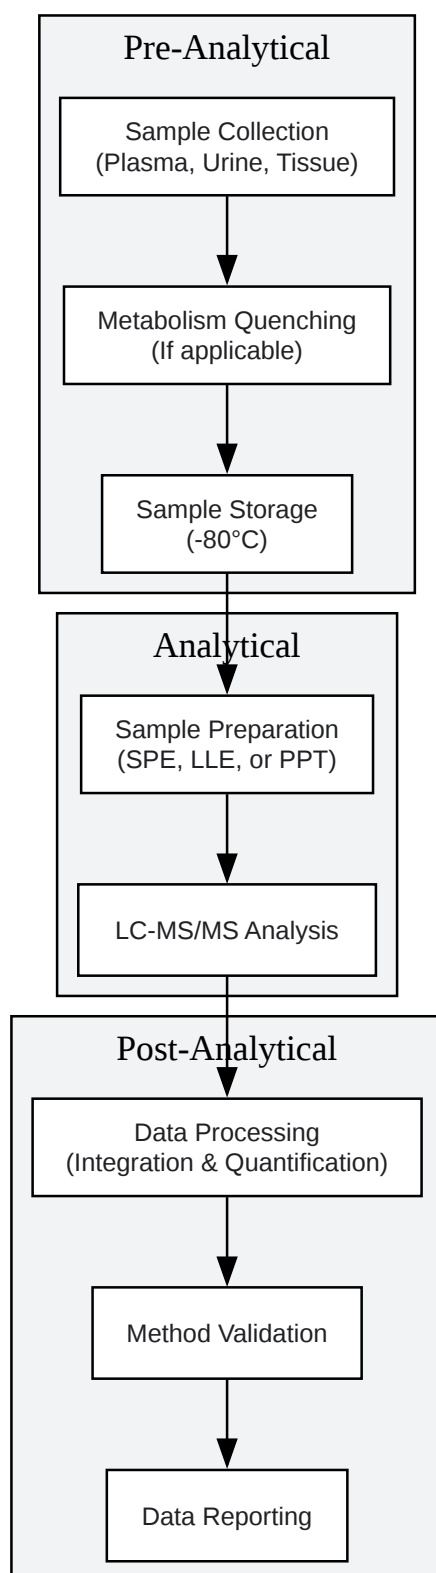 Pre-Analytical
Sample Collection
(Plasma, Urine, Tissue)
Metabolism Quenching
(If applicable)
Sample Storage
(-80°C)
Analytical
Sample Preparation
(SPE, LLE, or PPT)
LC-MS/MS Analysis
Post-Analytical
Data Processing
(Integration & Quantification)
Method Validation
Data Reporting